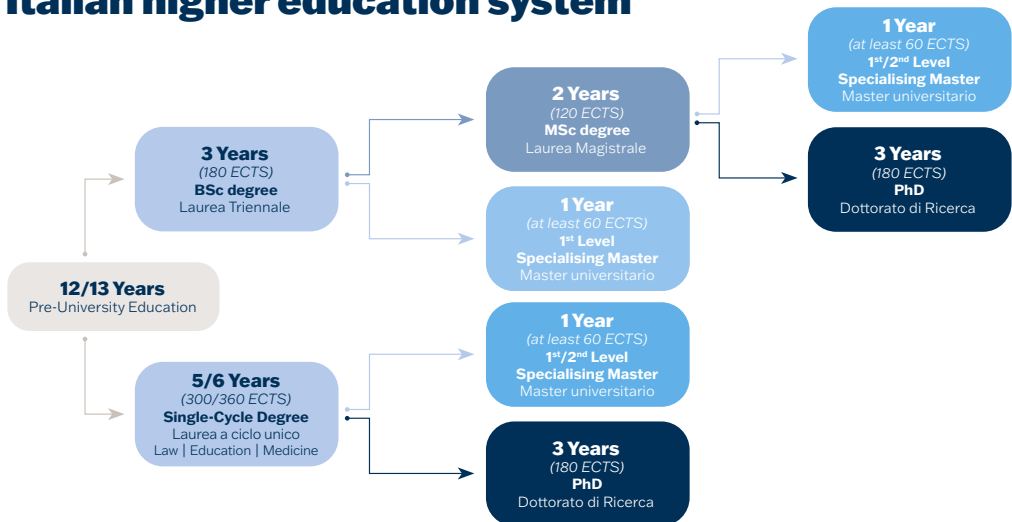 Italian higher education system
12/13 Years
Pre-University Education
3 Years
(180 ECTS)
BSc degree
Laurea Triennale
2 Years
(120 ECTS)
MSc degree
Laurea Magistrale
1 Year
(at least 60 ECTS)
1st/2nd Level
Specialising Master
Master universitario
3 Years
(180 ECTS)
PhD
Dottorato di Ricerca
1 Year
(at least 60 ECTS)
1st Level
Specialising Master
Master universitario
5/6 Years
(300/360 ECTS)
Single-Cycle Degree
Laurea a ciclo unico
Law | Education | Medicine
1 Year
(at least 60 ECTS)
1st/2nd Level
Specialising Master
Master universitario
3 Years
(180 ECTS)
PhD
Dottorato di Ricerca